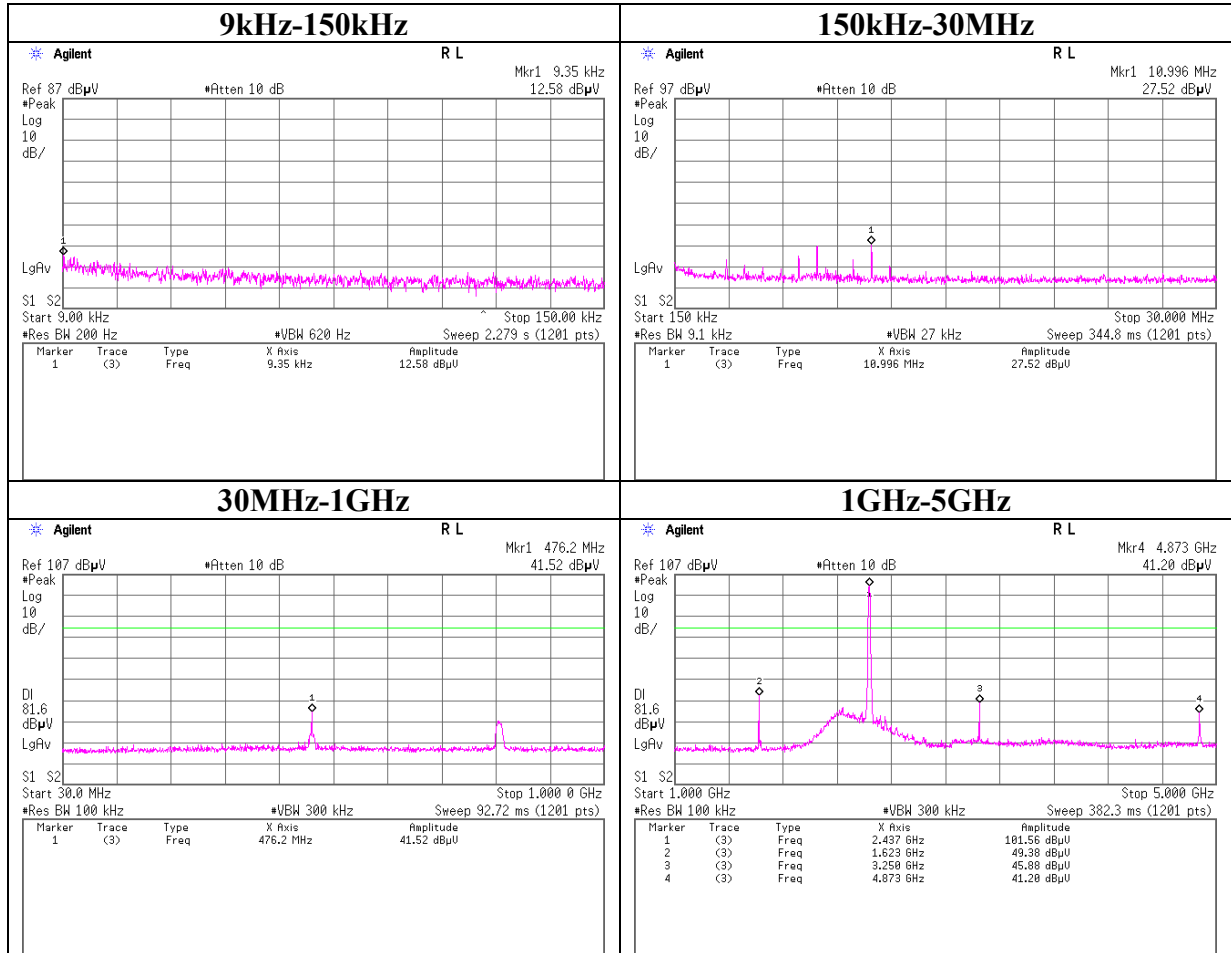 9kHz-150kHz
Agilent R L
Mkr1 9.35 kHz
Ref 87 dBµV #Atten 10 dB 12.58 dBµV
#Peak
Log
10
dB/
1
LgAv
S1 S2
Start 9.00 kHz ^ Stop 150.00 kHz
#Res BW 200 Hz #VBW 620 Hz Sweep 2.279 s (1201 pts)
Marker Trace Type X Axis Amplitude
1 (3) Freq 9.35 kHz 12.58 dBµV
150kHz-30MHz
Agilent R L
Mkr1 10.996 MHz
Ref 97 dBµV #Atten 10 dB 27.52 dBµV
#Peak
Log
10
dB/
1
LgAv
S1 S2
Start 150 kHz Stop 30.000 MHz
#Res BW 9.1 kHz #VBW 27 kHz Sweep 344.8 ms (1201 pts)
Marker Trace Type X Axis Amplitude
1 (3) Freq 10.996 MHz 27.52 dBµV
30MHz-1GHz
Agilent R L
Mkr1 476.2 MHz
Ref 107 dBµV #Atten 10 dB 41.52 dBµV
#Peak
Log
10
dB/
DI
81.6
dBµV
LgAv
1
S1 S2
Start 30.0 MHz Stop 1.000 0 GHz
#Res BW 100 kHz #VBW 300 kHz Sweep 92.72 ms (1201 pts)
Marker Trace Type X Axis Amplitude
1 (3) Freq 476.2 MHz 41.52 dBµV
1GHz-5GHz
Agilent R L
Mkr4 4.873 GHz
Ref 107 dBµV #Atten 10 dB 41.20 dBµV
#Peak
Log
10
dB/
1
2 3 4
DI
81.6
dBµV
LgAv
S1 S2
Start 1.000 GHz Stop 5.000 GHz
#Res BW 100 kHz #VBW 300 kHz Sweep 382.3 ms (1201 pts)
Marker Trace Type X Axis Amplitude
1 (3) Freq 2.437 GHz 101.56 dBµV
2 (3) Freq 1.623 GHz 49.38 dBµV
3 (3) Freq 3.250 GHz 45.88 dBµV
4 (3) Freq 4.873 GHz 41.20 dBµV